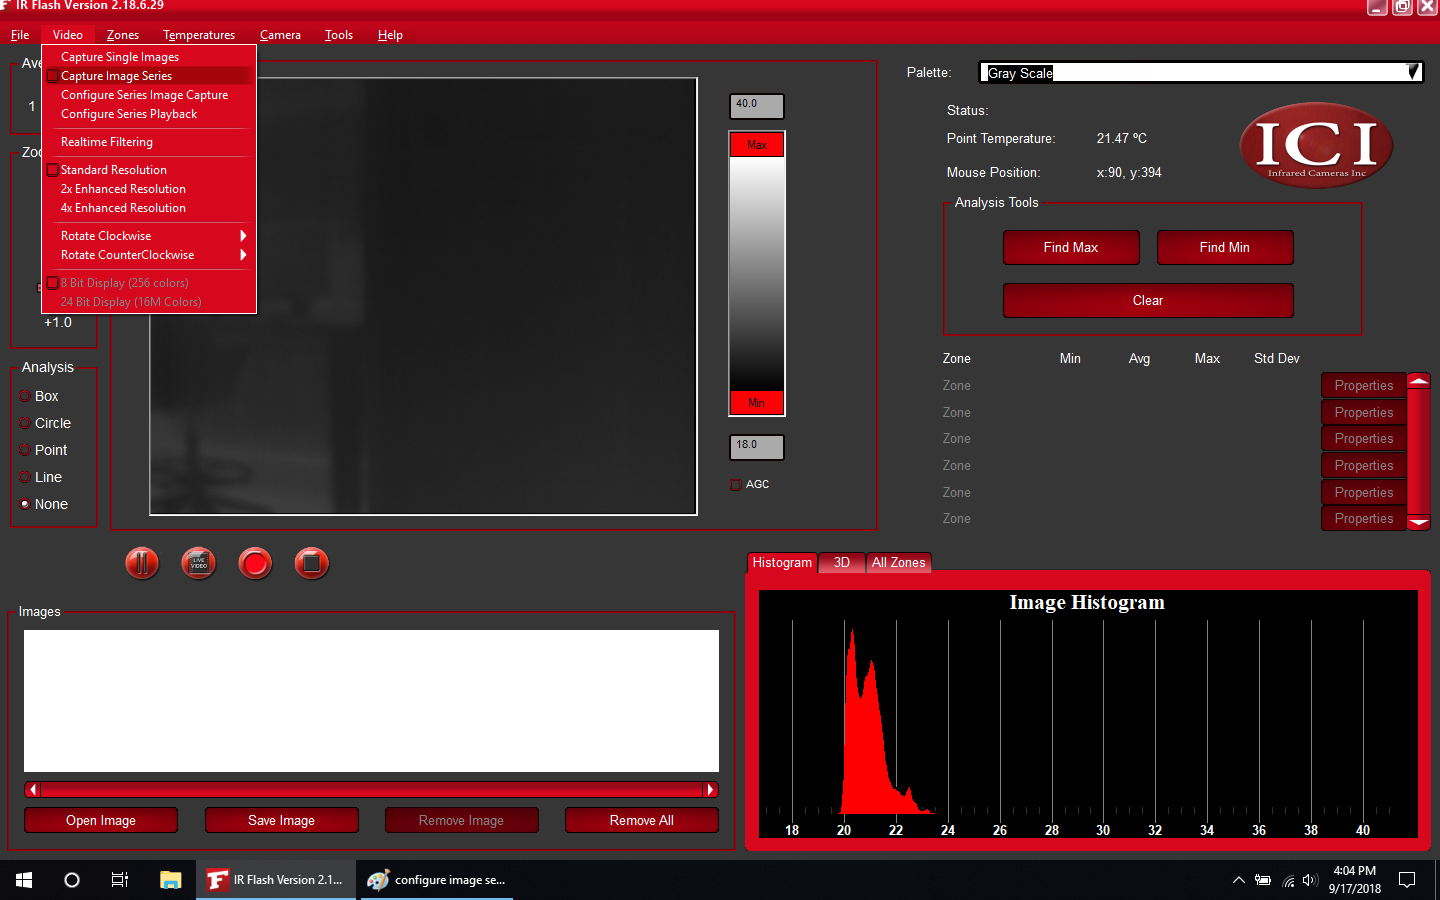 IR Flash Version 2.18.6.29
File Video Zones Temperatures Camera Tools Help
Capture Single Images
Capture Image Series
Configure Series Image Capture
Configure Series Playback
Realtime Filtering
Standard Resolution
2x Enhanced Resolution
4x Enhanced Resolution
Rotate Clockwise
Rotate CounterClockwise
8 Bit Display (256 colors)
24 Bit Display (16M Colors)
Ave
1
Zoo
+1.0
Analysis
Box
Circle
Point
Line
None
40.0
Max
Min
18.0
AGC
Palette: Gray Scale
Status:
Point Temperature: 21.47 ºC
Mouse Position: x:90, y:394
ICI
Infrared Cameras Inc
Analysis Tools
Find Max Find Min
Clear
Zone Min Avg Max Std Dev
Zone Properties
Zone Properties
Zone Properties
Zone Properties
Zone Properties
Zone Properties
LIVE
VIDEO
Images
Open Image Save Image Remove Image Remove All
Histogram 3D All Zones
Image Histogram
18 20 22 24 26 28 30 32 34 36 38 40
IR Flash Version 2.1... configure image se...
4:04 PM
9/17/2018